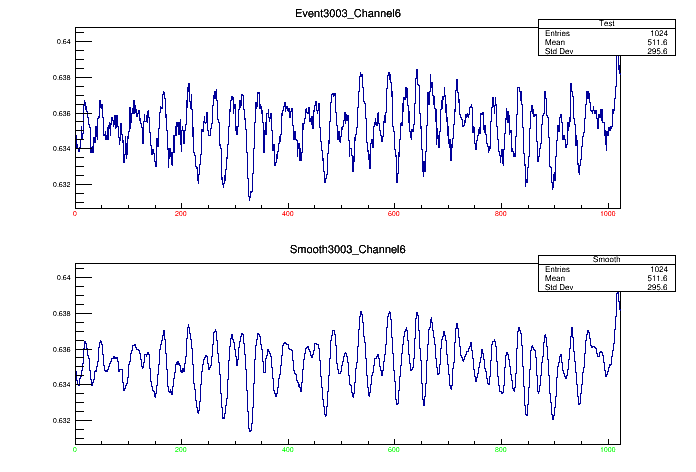 Event3003_Channel6
Test
Entries 1024
Mean 511.6
Std Dev 295.6
0.64
0.638
0.636
0.634
0.632
0 200 400 600 800 1000
Smooth3003_Channel6
Smooth
Entries 1024
Mean 511.6
Std Dev 295.6
0.64
0.638
0.636
0.634
0.632
0 200 400 600 800 1000